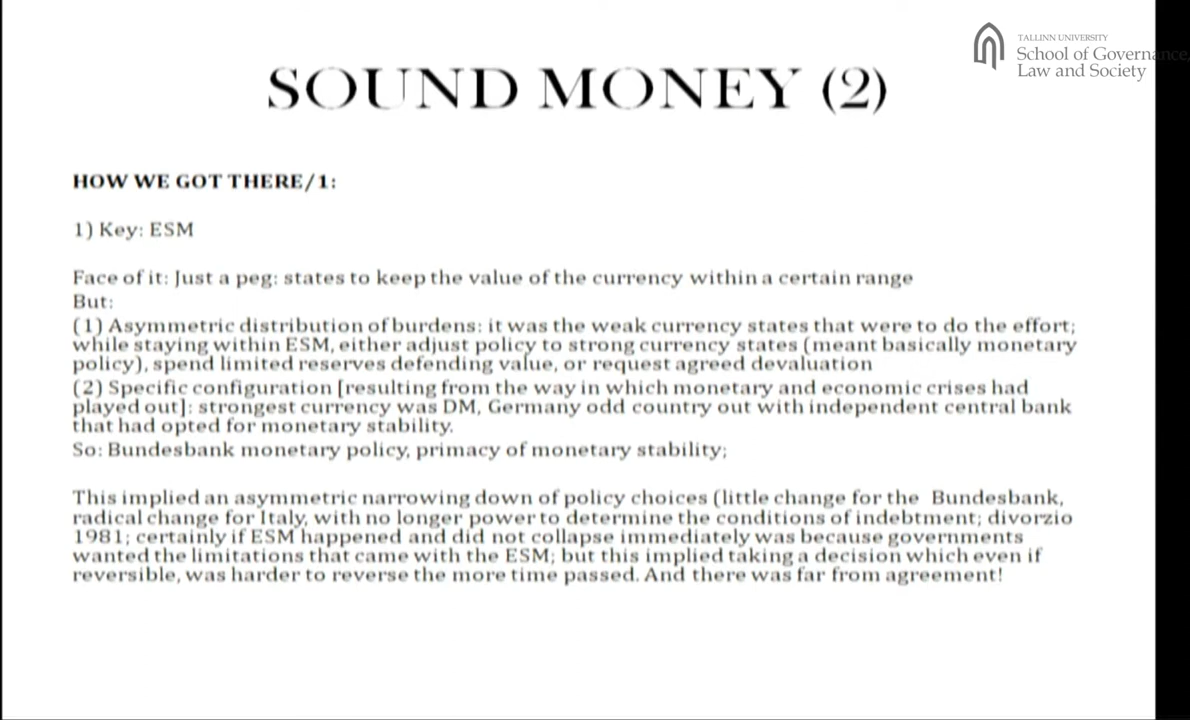 TALLINN UNIVERSITY
School of Governance,
Law and Society
SOUND MONEY (2)
HOW WE GOT THERE/1:
1) Key: ESM
Face of it: Just a peg: states to keep the value of the currency within a certain range
But:
(1) Asymmetric distribution of burdens: it was the weak currency states that were to do the effort;
while staying within ESM, either adjust policy to strong currency states (meant basically monetary
policy), spend limited reserves defending value, or request agreed devaluation
(2) Specific configuration [resulting from the way in which monetary and economic crises had
played out]: strongest currency was DM, Germany odd country out with independent central bank
that had opted for monetary stability.
So: Bundesbank monetary policy, primacy of monetary stability;
This implied an asymmetric narrowing down of policy choices (little change for the Bundesbank,
radical change for Italy, with no longer power to determine the conditions of indebtment; divorzio
1981; certainly if ESM happened and did not collapse immediately was because governments
wanted the limitations that came with the ESM; but this implied taking a decision which even if
reversible, was harder to reverse the more time passed. And there was far from agreement!